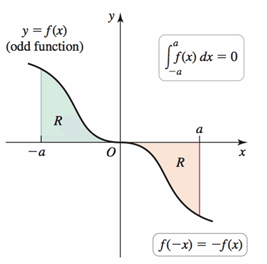 y
y = f(x)
(odd function)
∫_{-a}^{a} f(x) dx = 0
R
a
−a
O
x
R
f(−x) = −f(x)